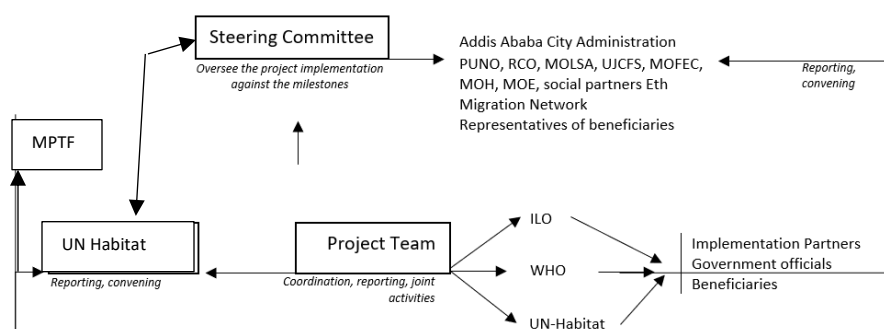 Steering Committee
Oversee the project implementation
against the milestones
Addis Ababa City Administration
PUNO, RCO, MOLSA, UJCFS, MOFEC,
MOH, MOE, social partners Eth
Migration Network
Representatives of beneficiaries
Reporting,
convening
MPTF
UN Habitat
Reporting, convening
Project Team
Coordination, reporting, joint
activities
ILO
WHO
UN-Habitat
Implementation Partners
Government officials
Beneficiaries